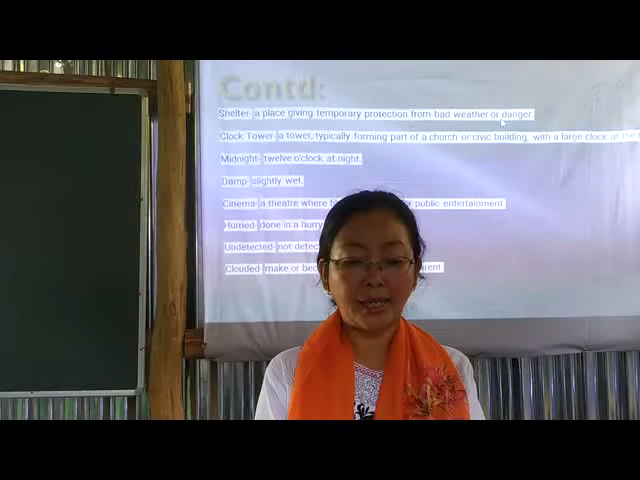 Contd:
Shelter- a place giving temporary protection from bad weather or danger.
Clock Tower- a tower, typically forming part of a church or civic building, with a large clock at the
Midnight- twelve o'clock at night.
Damp- slightly wet.
Cinema- a theatre where public entertainment.
Hurried- done in a hurry
Undetected- not
Clouded- make or